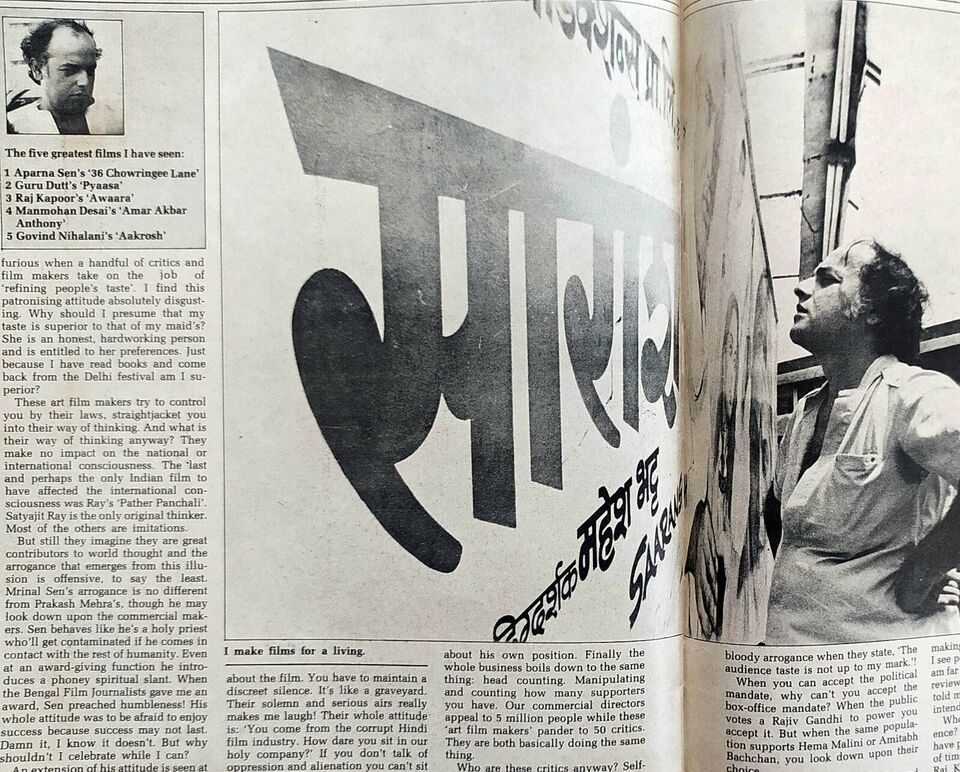 The five greatest films I have seen:
1 Aparna Sen's '36 Chowringee Lane'
2 Guru Dutt's 'Pyaasa'
3 Raj Kapoor's 'Awaara'
4 Manmohan Desai's 'Amar Akbar
Anthony'
5 Govind Nihalani's 'Aakrosh'
furious when a handful of critics and
film makers take on the job of
'refining people's taste'. I find this
patronising attitude absolutely disgust-
ing. Why should I presume that my
taste is superior to that of my maid's?
She is an honest, hardworking person
and is entitled to her preferences. Just
because I have read books and come
back from the Delhi festival am I su-
perior?
These art film makers try to control
you by their laws, straightjacket you
into their way of thinking. And what is
their way of thinking anyway? They
make no impact on the national or
international consciousness. The last
and perhaps the only Indian film to
have affected the international con-
sciousness was Ray's 'Pather Panchali'.
Satyajit Ray is the only original thinker.
Most of the others are imitations.
But still they imagine they are great
contributors to world thought and the
arrogance that emerges from this illu-
sion is offensive, to say the least.
Mrinal Sen's arrogance is no different
from Prakash Mehra's, though he may
look down upon the commercial mak-
ers. Sen behaves like he's a holy priest
who'll get contaminated if he comes in
contact with the rest of humanity. Even
at an award-giving function he intro-
duces a phoney spiritual slant. When
the Bengal Film Journalists gave me an
award, Sen preached humbleness! His
whole attitude was to be afraid to enjoy
success because success may not last.
Damn it, I know it doesn't. But why
shouldn't I celebrate while I can?
An extension of his attitude is seen at
सारांश
दिग्दर्शक महेश भट्ट
SAARANSH
I make films for a living.
about the film. You have to maintain a
discreet silence. It's like a graveyard.
Their solemn and serious airs really
makes me laugh! Their whole attitude
is: 'You come from the corrupt Hindi
film industry. How dare you sit in our
holy company?' If you don't talk of
oppression and alienation you can't sit
about his own position. Finally the
whole business boils down to the same
thing: head counting. Manipulating
and counting how many supporters
you have. Our commercial directors
appeal to 5 million people while these
'art film makers' pander to 50 critics.
They are both basically doing the same
thing.
Who are these critics anyway? Self-
bloody arrogance when they state, 'The
audience taste is not up to my mark.'!
When you can accept the political
mandate, why can't you accept the
box-office mandate? When the public
votes a Rajiv Gandhi to power you
accept it. But when the same popula-
tion supports Hema Malini or Amitabh
Bachchan, you look down upon their
choice.
making
I see p
am far
review
told m
intend
When?
have p
of tim
Raj K